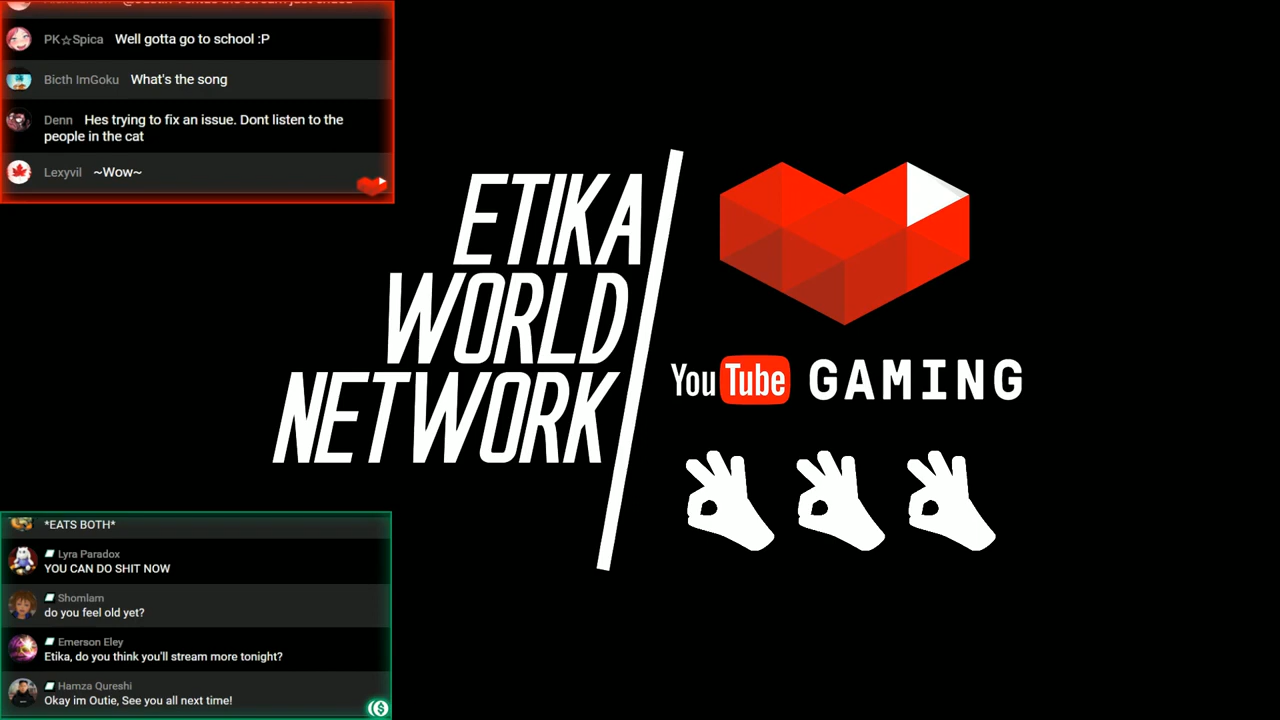 PK☆Spica Well gotta go to school :P
Bicth ImGoku What's the song
Denn Hes trying to fix an issue. Dont listen to the
people in the cat
Lexyvil ~Wow~
ETIKA
WORLD
NETWORK
YouTube GAMING
*EATS BOTH*
Lyra Paradox
YOU CAN DO SHIT NOW
Shomlam
do you feel old yet?
Emerson Eley
Etika, do you think you'll stream more tonight?
Hamza Qureshi
Okay im Outie, See you all next time!